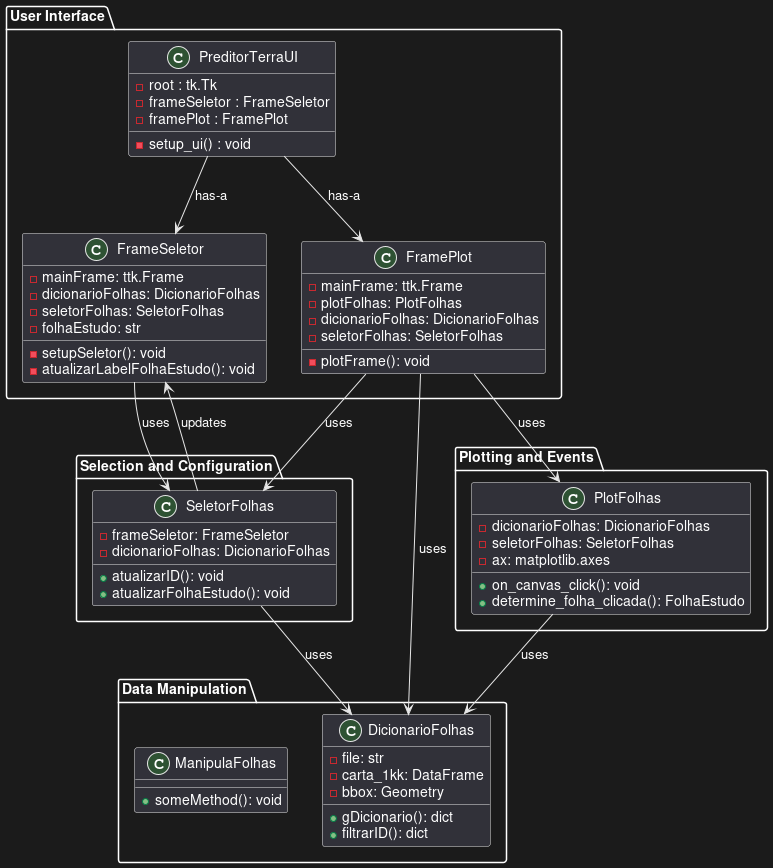 User Interface
C PreditorTerraUI
root : tk.Tk
frameSeletor : FrameSeletor
framePlot : FramePlot
setup_ui() : void
has-a
has-a
C FrameSeletor
mainFrame: ttk.Frame
dicionarioFolhas: DicionarioFolhas
seletorFolhas: SeletorFolhas
folhaEstudo: str
setupSeletor(): void
atualizarLabelFolhaEstudo(): void
C FramePlot
mainFrame: ttk.Frame
plotFolhas: PlotFolhas
dicionarioFolhas: DicionarioFolhas
seletorFolhas: SeletorFolhas
plotFrame(): void
uses
updates
uses
uses
Selection and Configuration
C SeletorFolhas
frameSeletor: FrameSeletor
dicionarioFolhas: DicionarioFolhas
atualizarID(): void
atualizarFolhaEstudo(): void
Plotting and Events
C PlotFolhas
dicionarioFolhas: DicionarioFolhas
seletorFolhas: SeletorFolhas
ax: matplotlib.axes
on_canvas_click(): void
determine_folha_clicada(): FolhaEstudo
uses
uses
uses
Data Manipulation
C ManipulaFolhas
someMethod(): void
C DicionarioFolhas
file: str
carta_1kk: DataFrame
bbox: Geometry
gDicionario(): dict
filtrarID(): dict